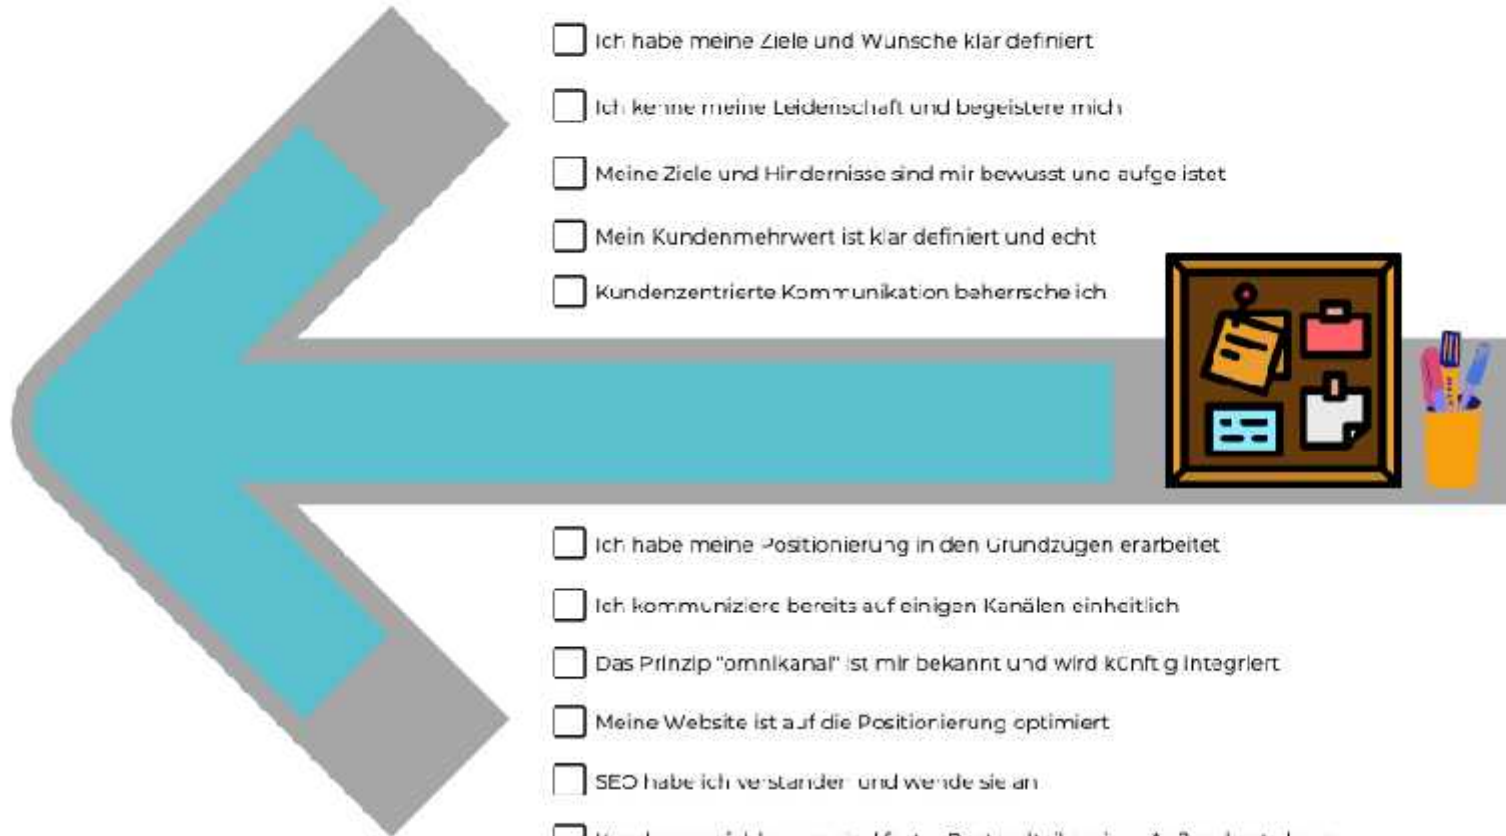 Ich habe meine Ziele und Wünsche klar definiert
Ich kenne meine Leidenschaft und begeistere mich
Meine Ziele und Hindernisse sind mir bewusst und aufgelistet
Mein Kundenmehrwert ist klar definiert und echt
Kundenzentrierte Kommunikation beherrsche ich
Ich habe meine Positionierung in den Grundzügen erarbeitet
Ich kommuniziere bereits auf einigen Kanälen einheitlich
Das Prinzip "omnikanal" ist mir bekannt und wird künftig integriert
Meine Website ist auf die Positionierung optimiert
SEO habe ich verstanden und wende sie an